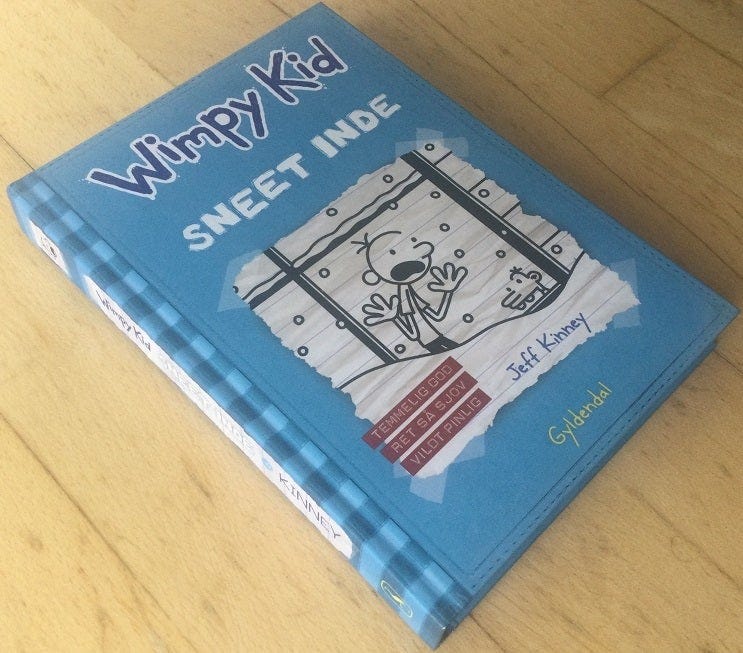 Wimpy Kid
SNEET INDE
TEMMELIG GOD
RET SÅ SJOV
VILDT PINLIG
Jeff Kinney
Gyldendal
Wimpy Kid
KINNEY